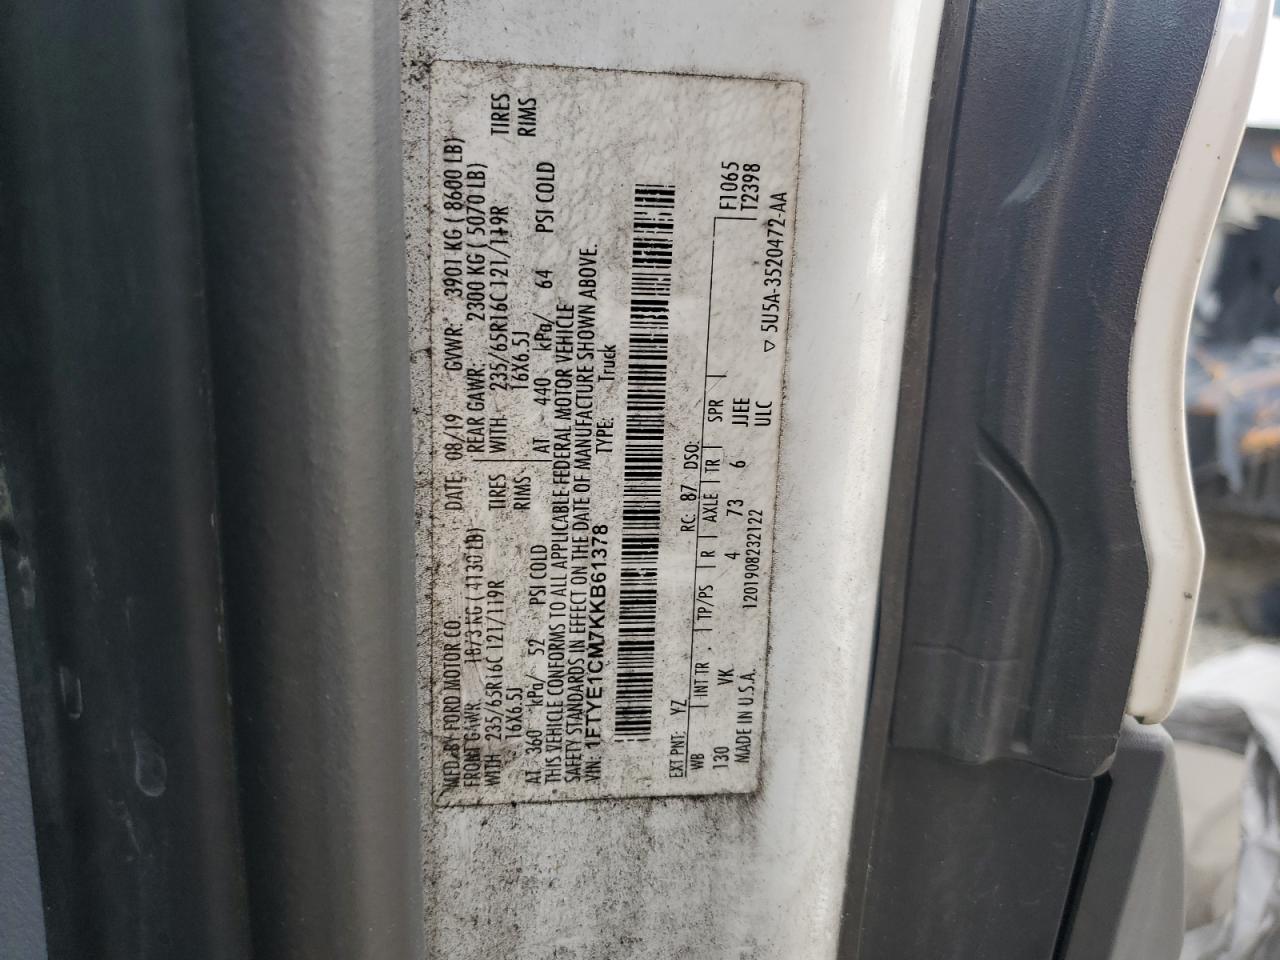 MFD. BY FORD MOTOR CO. DATE: 08/19 GVWR: 3901 KG ( 8600 LB)
FRONT GAWR: 1873 KG ( 4130 LB) REAR GAWR: 2300 KG ( 5070 LB)
WITH 235/65R16C 121/119R TIRES WITH 235/65R16C 121/119R TIRES
16X6.5J RIMS 16X6.5J RIMS
AT 360 kPa/ 52 PSI COLD AT 440 kPa/ 64 PSI COLD
THIS VEHICLE CONFORMS TO ALL APPLICABLE FEDERAL MOTOR VEHICLE
SAFETY STANDARDS IN EFFECT ON THE DATE OF MANUFACTURE SHOWN ABOVE.
VIN: 1FTYE1CM7KKB61378 TYPE: Truck
EXT PNT: YZ RC: 87 DSO:
WB INT TR TP/PS R AXLE TR SPR F1065
130 VK 4 73 6 JJEE T2398
MADE IN U.S.A. 1201908232122 ULC
▽ 5U5A-3520472-AA